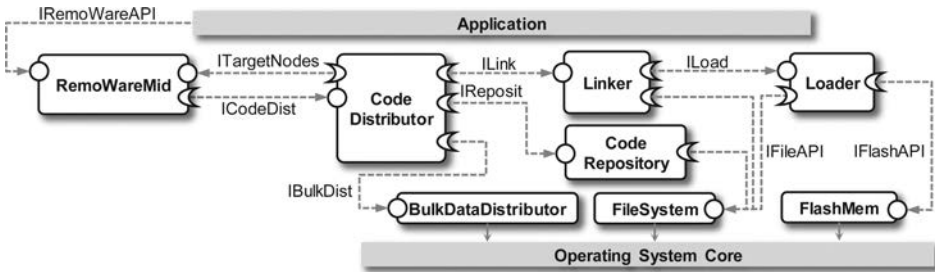 IRemoWareAPI
Application
ITargetNodes
ILink
ILoad
RemoWareMid
Code
Distributor
IReposit
Linker
Loader
ICodeDist
Code
Repository
IFileAPI
IFlashAPI
IBulkDist
BulkDataDistributor
FileSystem
FlashMem
Operating System Core